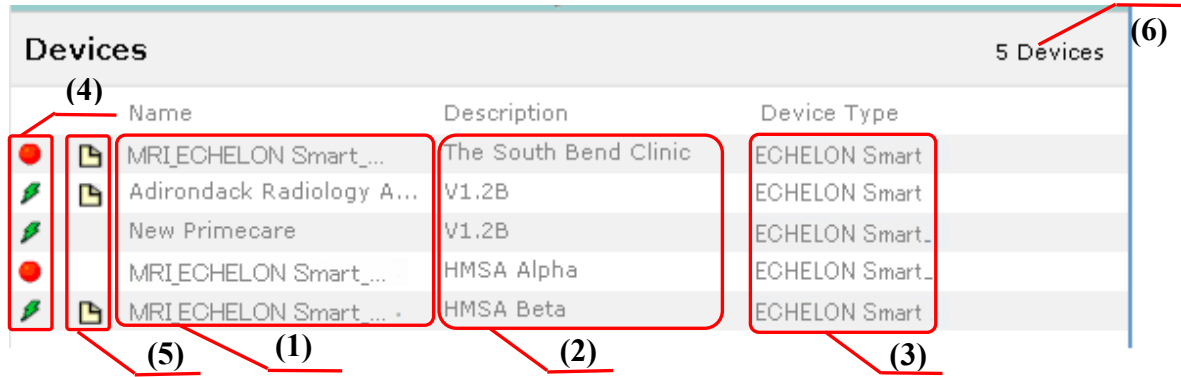 (6)
Devices 5 Devices
(4)
Name Description Device Type
MRI_ECHELON Smart_... The South Bend Clinic ECHELON Smart
Adirondack Radiology A... V1.2B ECHELON Smart
New Primecare V1.2B ECHELON Smart_
MRI_ECHELON Smart_... HMSA Alpha ECHELON Smart_
MRI_ECHELON Smart_... . HMSA Beta ECHELON Smart
(5) (1) (2) (3)